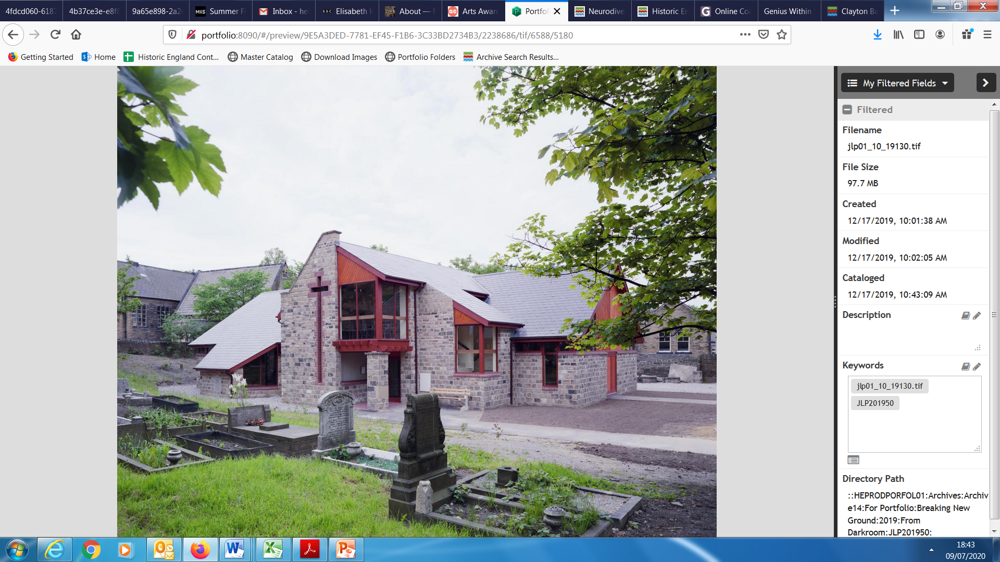 4fdcd060-6187
4b37ce3e-e8f8
9a65e898-2a2
M&S Summer F
Inbox - he
BBC Elisabeth K
About — N
Arts Awar
Portfol
Neurodive
Historic En
Online Co
Genius Within
Clayton Ba
portfolio:8090/#/preview/9E5A3DED-7781-EF45-F1B6-3C33BD2734B3/2238686/tif/6588/5180
Getting Started
Home
Historic England Cont...
Master Catalog
Download Images
Portfolio Folders
Archive Search Results...
My Filtered Fields
Filtered
Filename
jlp01_10_19130.tif
File Size
97.7 MB
Created
12/17/2019, 10:01:38 AM
Modified
12/17/2019, 10:02:05 AM
Cataloged
12/17/2019, 10:43:09 AM
Description
Keywords
jlp01_10_19130.tif
JLP201950
Directory Path
::HEPRODPORFOL01:Archives:Archiv
e14:For Portfolio:Breaking New
Ground:2019:From
Darkroom:JLP201950:
18:43
09/07/2020